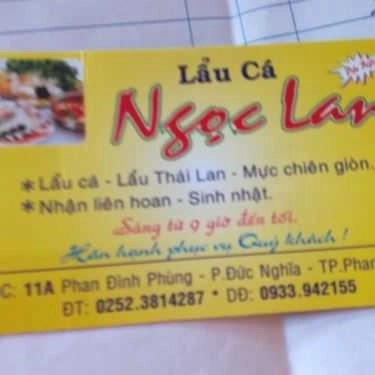 Lẩu Cá
Ngọc Lan
*Lẩu cá - Lẩu Thái Lan - Mực chiên giòn.
*Nhận liên hoan - Sinh nhật.
Sáng từ 9 giờ đến tối.
Hân hạnh phục vụ Quý khách!
C: 11A Phan Đình Phùng - P.Đức Nghĩa - TP.Phan
ĐT: 0252.3814287 * DĐ: 0933.942155